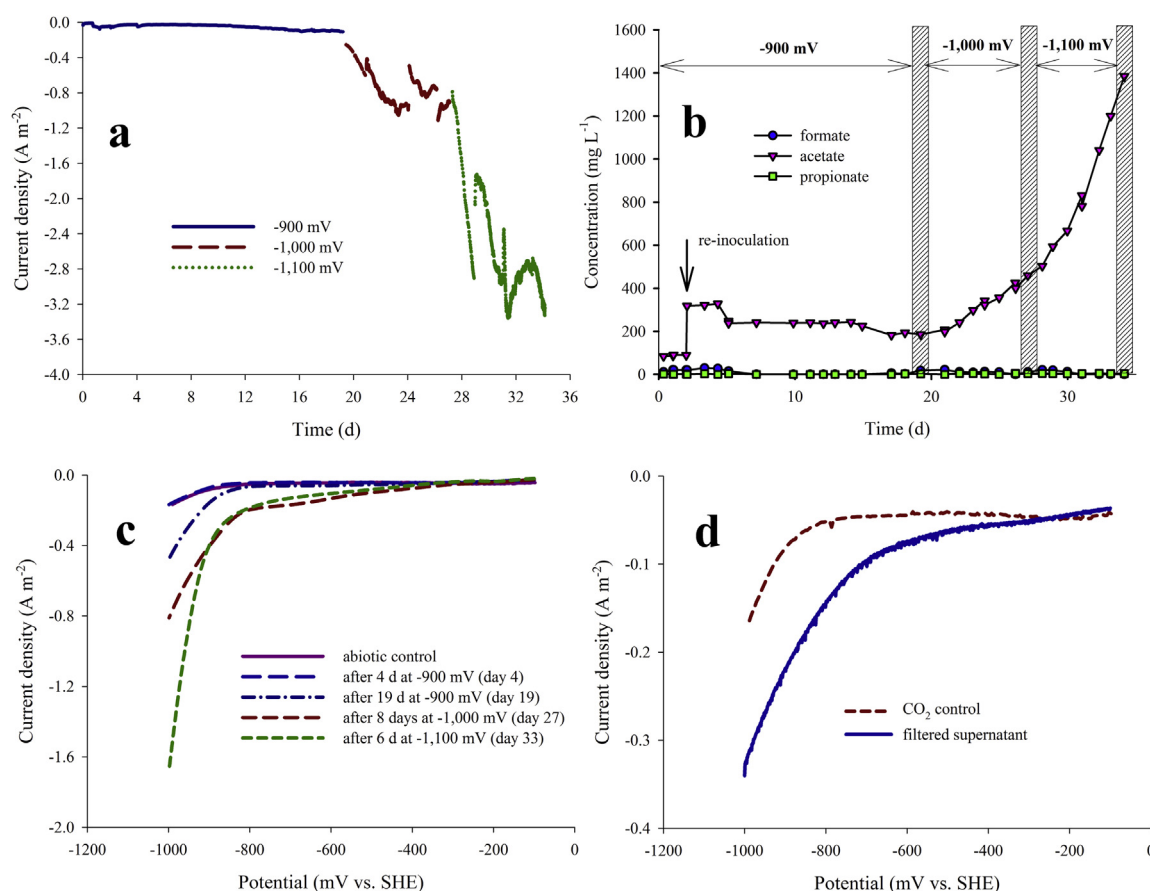 a
Current density (A m⁻²)
0.0
-0.4
-0.8
-1.2
-1.6
-2.0
-2.4
-2.8
-3.2
-3.6
-4.0
-900 mV
-1,000 mV
-1,100 mV
0 4 8 12 16 20 24 28 32 36
Time (d)
b
Concentration (mg L⁻¹)
1600
1400
1200
1000
800
600
400
200
0
-900 mV -1,000 mV -1,100 mV
formate
acetate
propionate
re-inoculation
0 10 20 30
Time (d)
c
Current density (A m⁻²)
0.0
-0.4
-0.8
-1.2
-1.6
-2.0
abiotic control
after 4 d at -900 mV (day 4)
after 19 d at -900 mV (day 19)
after 8 days at -1,000 mV (day 27)
after 6 d at -1,100 mV (day 33)
-1200 -1000 -800 -600 -400 -200 0
Potential (mV vs. SHE)
d
Current density (A m⁻²)
0.0
-0.1
-0.2
-0.3
-0.4
CO₂ control
filtered supernatant
-1200 -1000 -800 -600 -400 -200 0
Potential (mV vs. SHE)